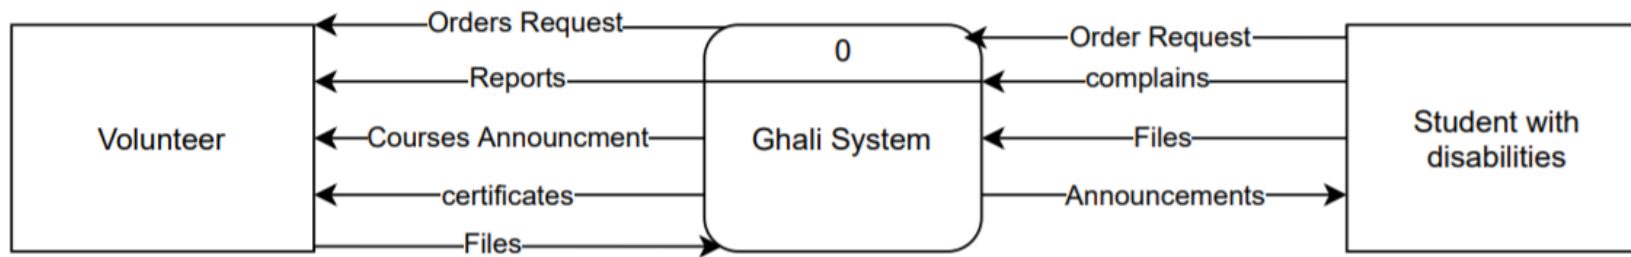 Orders Request
0
Order Request
Reports
complains
Volunteer
Courses Announcment
Ghali System
Files
Student with
disabilities
certificates
Announcements
Files